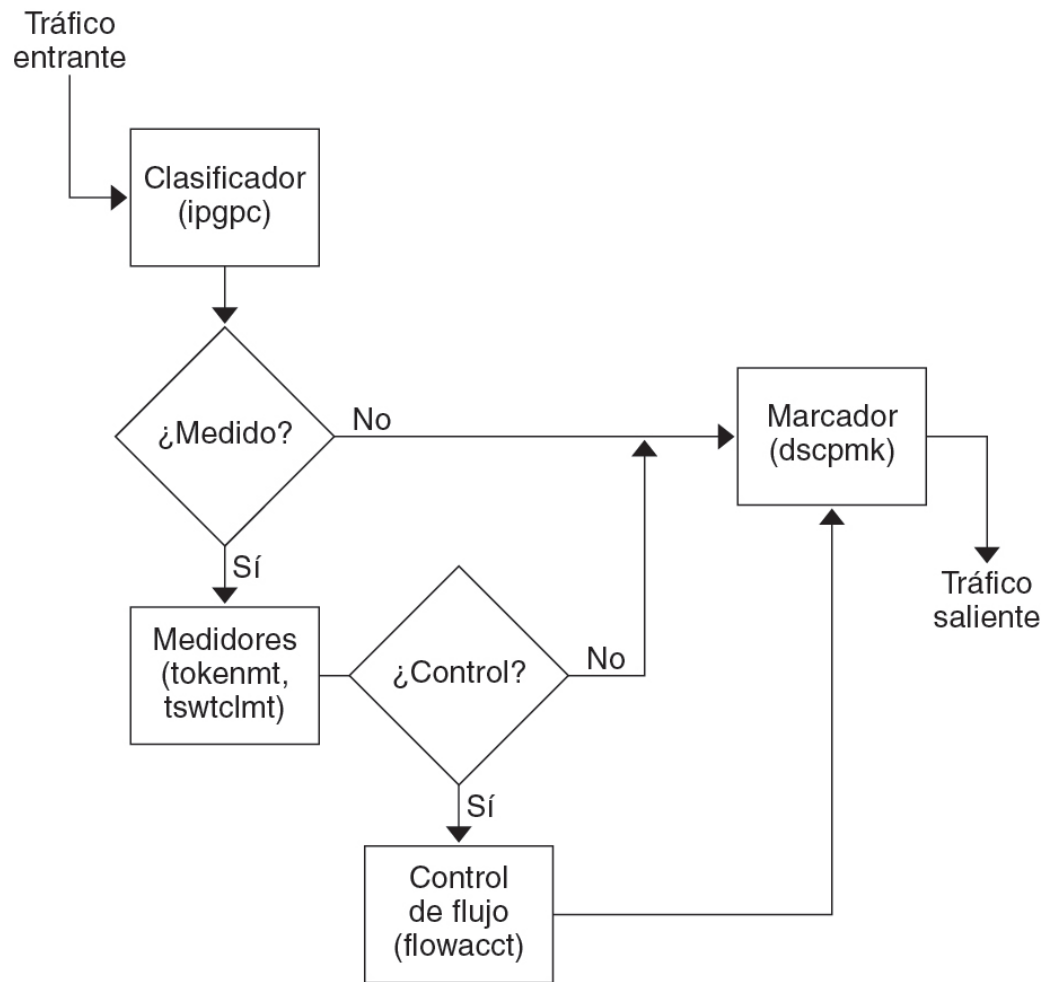 Tráfico
entrante
Clasificador
(ipgpc)
¿Medido?
No
Marcador
(dscpmk)
Sí
Tráfico
saliente
Medidores
(tokenmt,
tswtclmt)
¿Control?
No
Sí
Control
de flujo
(flowacct)